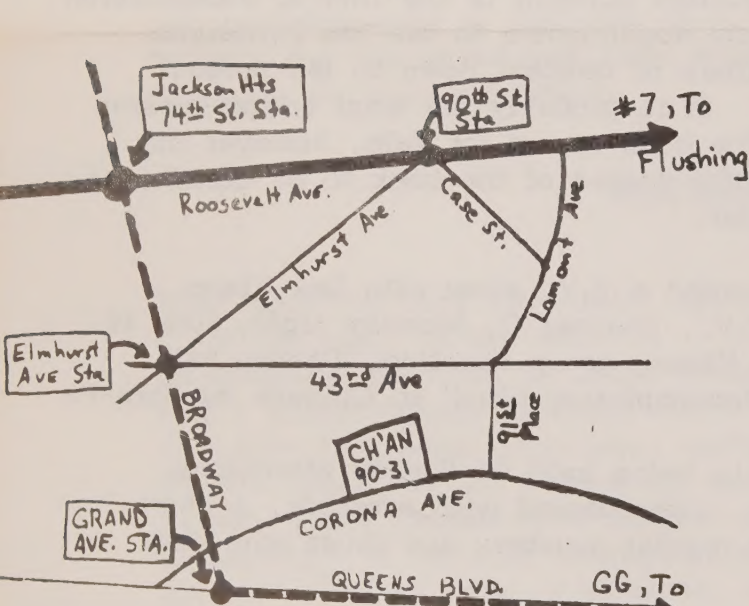 Jackson Hts
74th St. Sta.
90th St
Sta
#7, To
Flushing
Roosevelt Ave.
Elmhurst Ave
Case St.
Lamont Ave
Elmhurst
Ave Sta
43rd Ave
BROADWAY
91st
Place
CH'AN
90-31
CORONA AVE.
GRAND
AVE. STA.
QUEENS BLVD.
GG, To